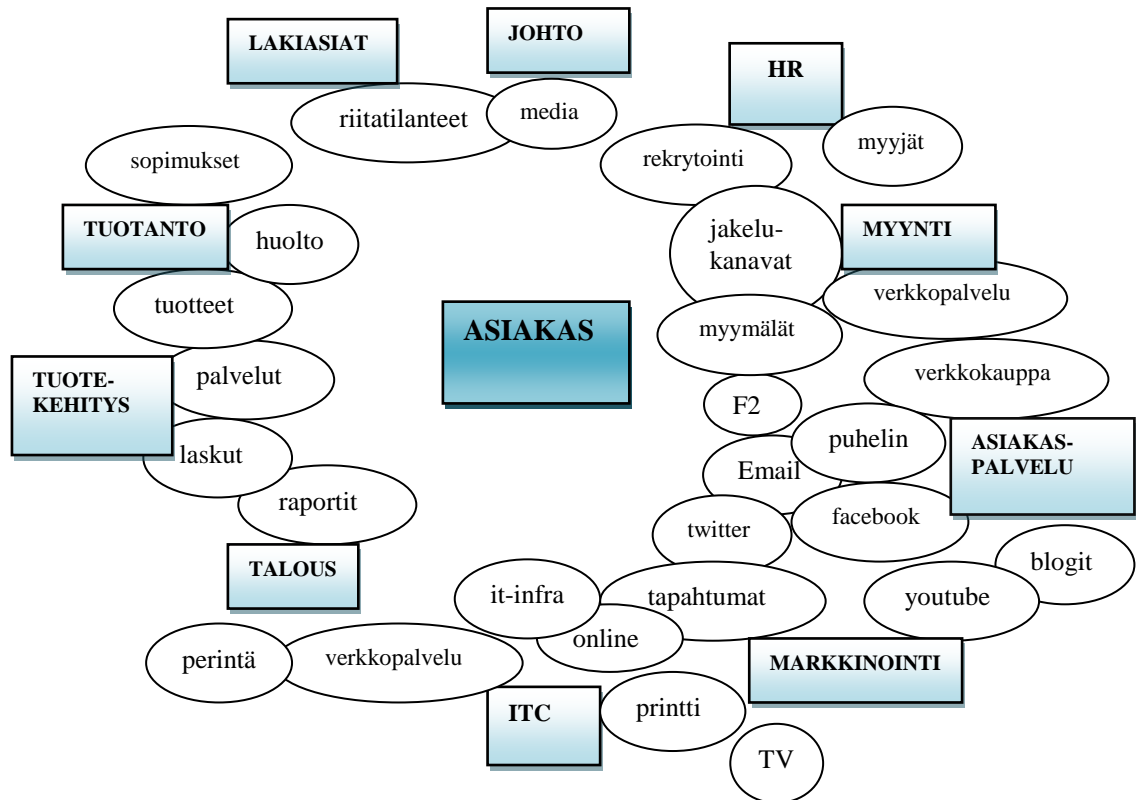 JOHTO
LAKIASIAT
HR
riitatilanteet
media
myyjät
sopimukset
rekrytointi
TUOTANTO
huolto
jakelu-
kanavat
MYYNTI
tuotteet
ASIAKAS
myymälät
verkkopalvelu
TUOTE-
KEHITYS
palvelut
verkkokauppa
F2
laskut
puhelin
ASIAKAS-
PALVELU
Email
raportit
facebook
twitter
TALOUS
it-infra
tapahtumat
youtube
blogit
online
perintä
verkkopalvelu
MARKKINOINTI
ITC
printti
TV